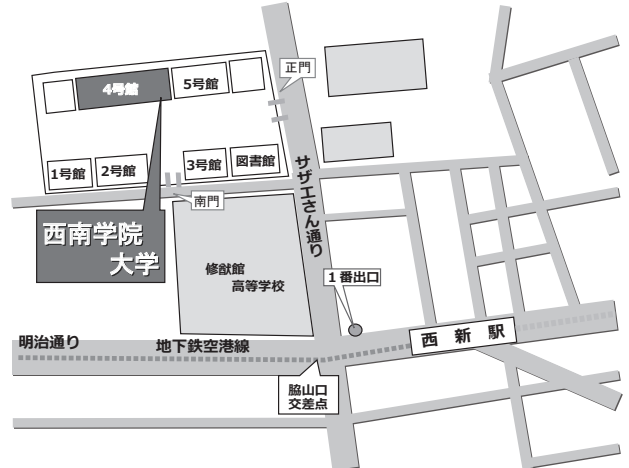 正門
4号館
5号館
1号館
2号館
3号館
図書館
南門
サザエさん通り
西南学院
大学
修猷館
高等学校
1番出口
明治通り
地下鉄空港線
西新駅
脇山口
交差点